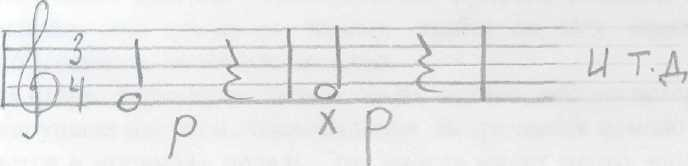 3
4
и т.д
р х р